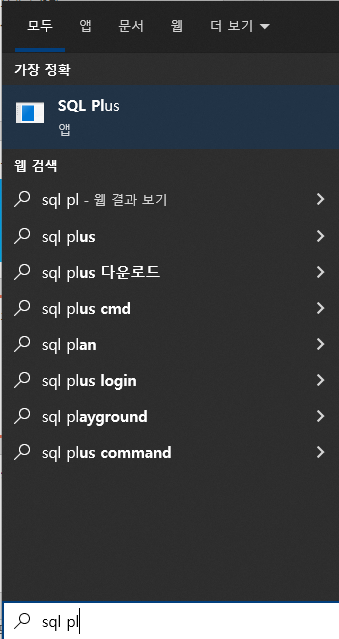 모두 앱 문서 웹 더 보기
가장 정확
SQL Plus
앱
웹 검색
sql pl - 웹 결과 보기
sql plus
sql plus 다운로드
sql plus cmd
sql plan
sql plus login
sql playground
sql plus command
sql pl